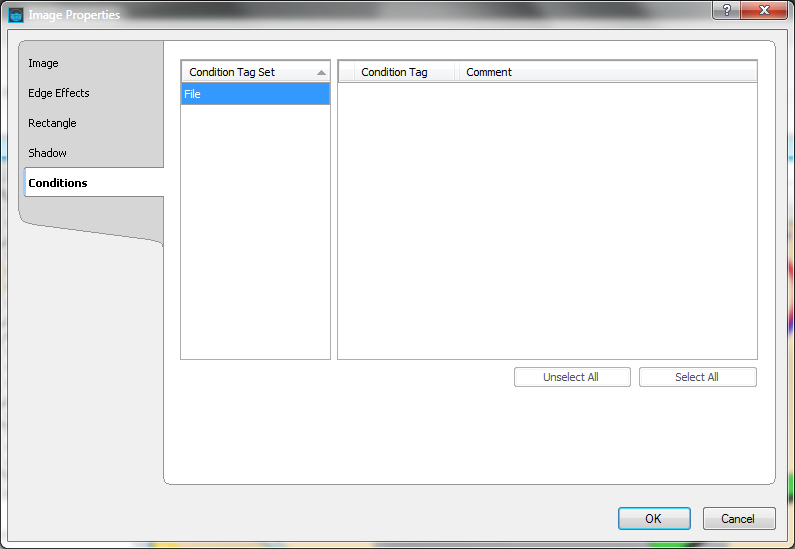 Image Properties
?
Image
Edge Effects
Rectangle
Shadow
Conditions
Condition Tag Set
Condition Tag
Comment
File
Unselect All
Select All
OK
Cancel